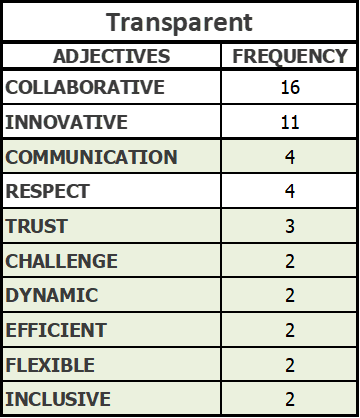 Transparent
ADJECTIVES FREQUENCY
COLLABORATIVE 16
INNOVATIVE 11
COMMUNICATION 4
RESPECT 4
TRUST 3
CHALLENGE 2
DYNAMIC 2
EFFICIENT 2
FLEXIBLE 2
INCLUSIVE 2